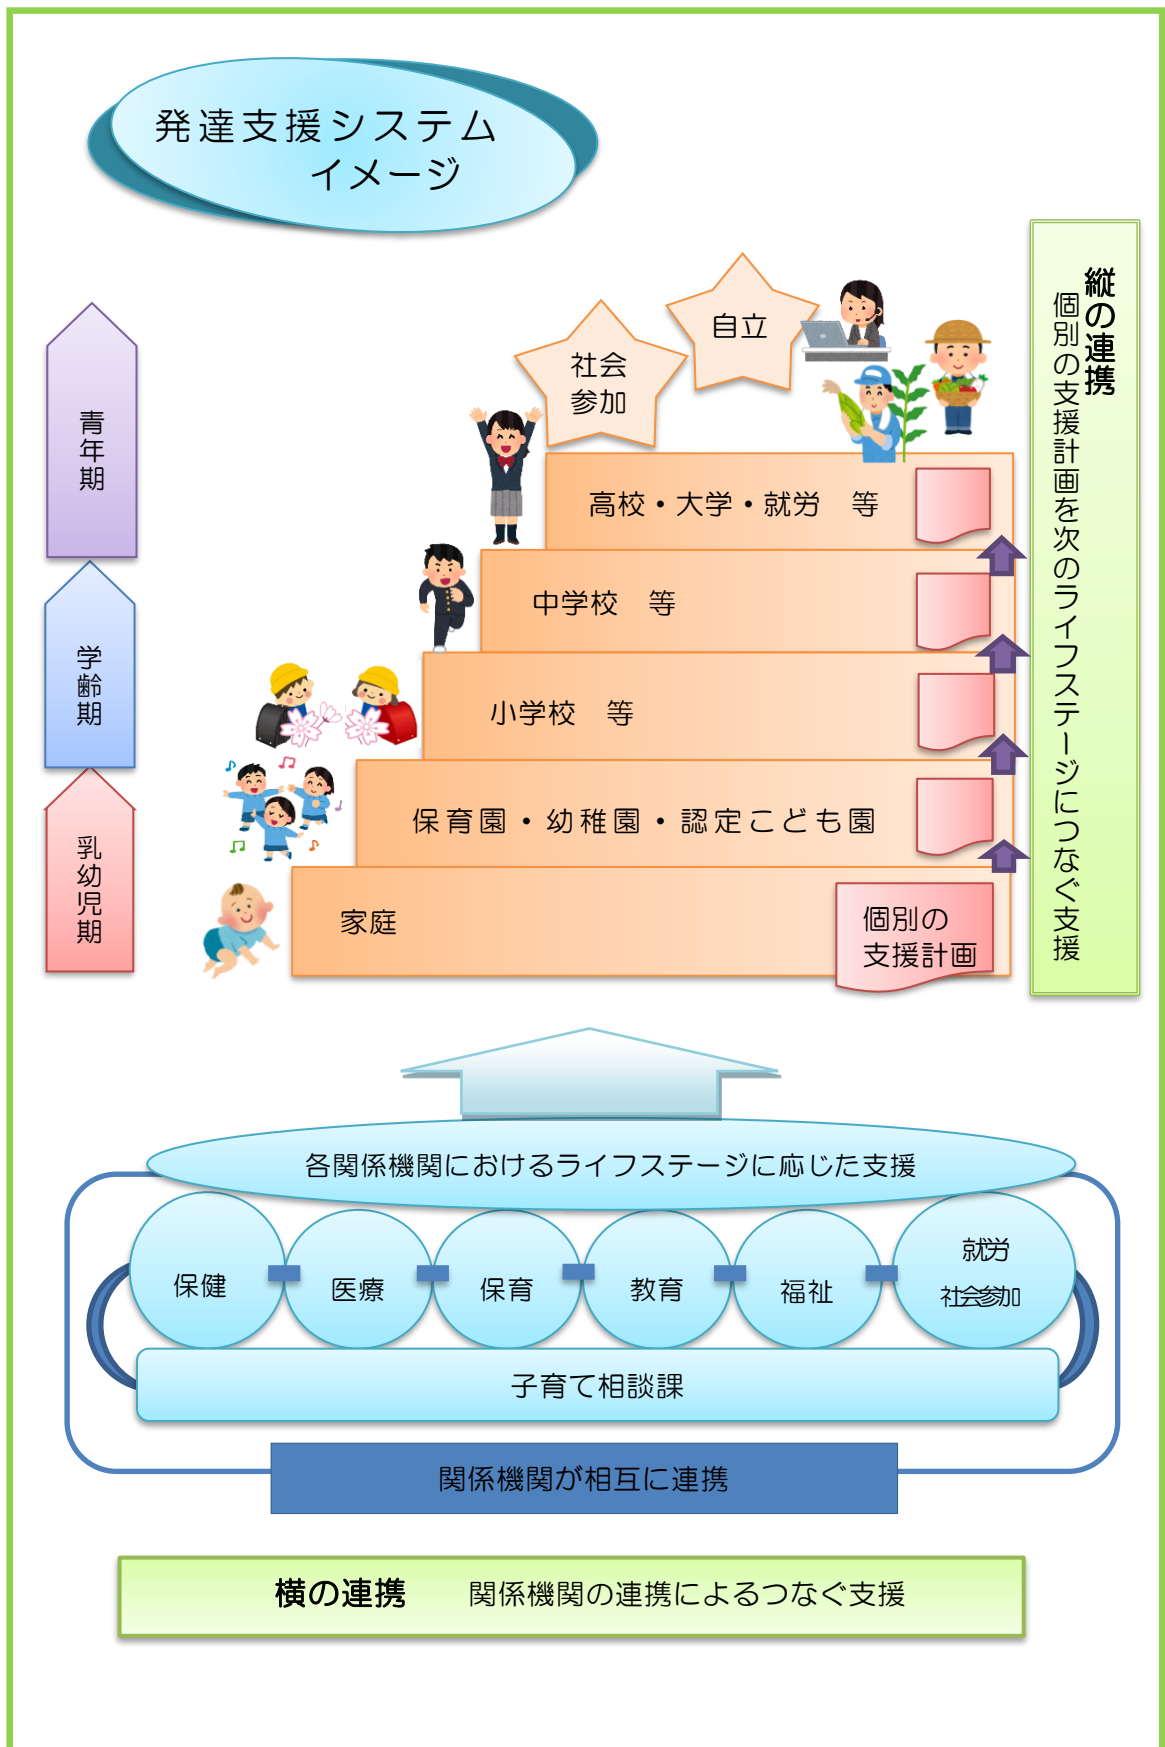 発達支援システム
イメージ
縦の連携
個別の支援計画を次のライフステージにつなぐ支援
自立
社会
参加
青年期
学齢期
乳幼児期
高校・大学・就労　等
中学校　等
小学校　等
保育園・幼稚園・認定こども園
家庭
個別の
支援計画
各関係機関におけるライフステージに応じた支援
保健
医療
保育
教育
福祉
就労
社会参加
子育て相談課
関係機関が相互に連携
横の連携　　関係機関の連携によるつなぐ支援